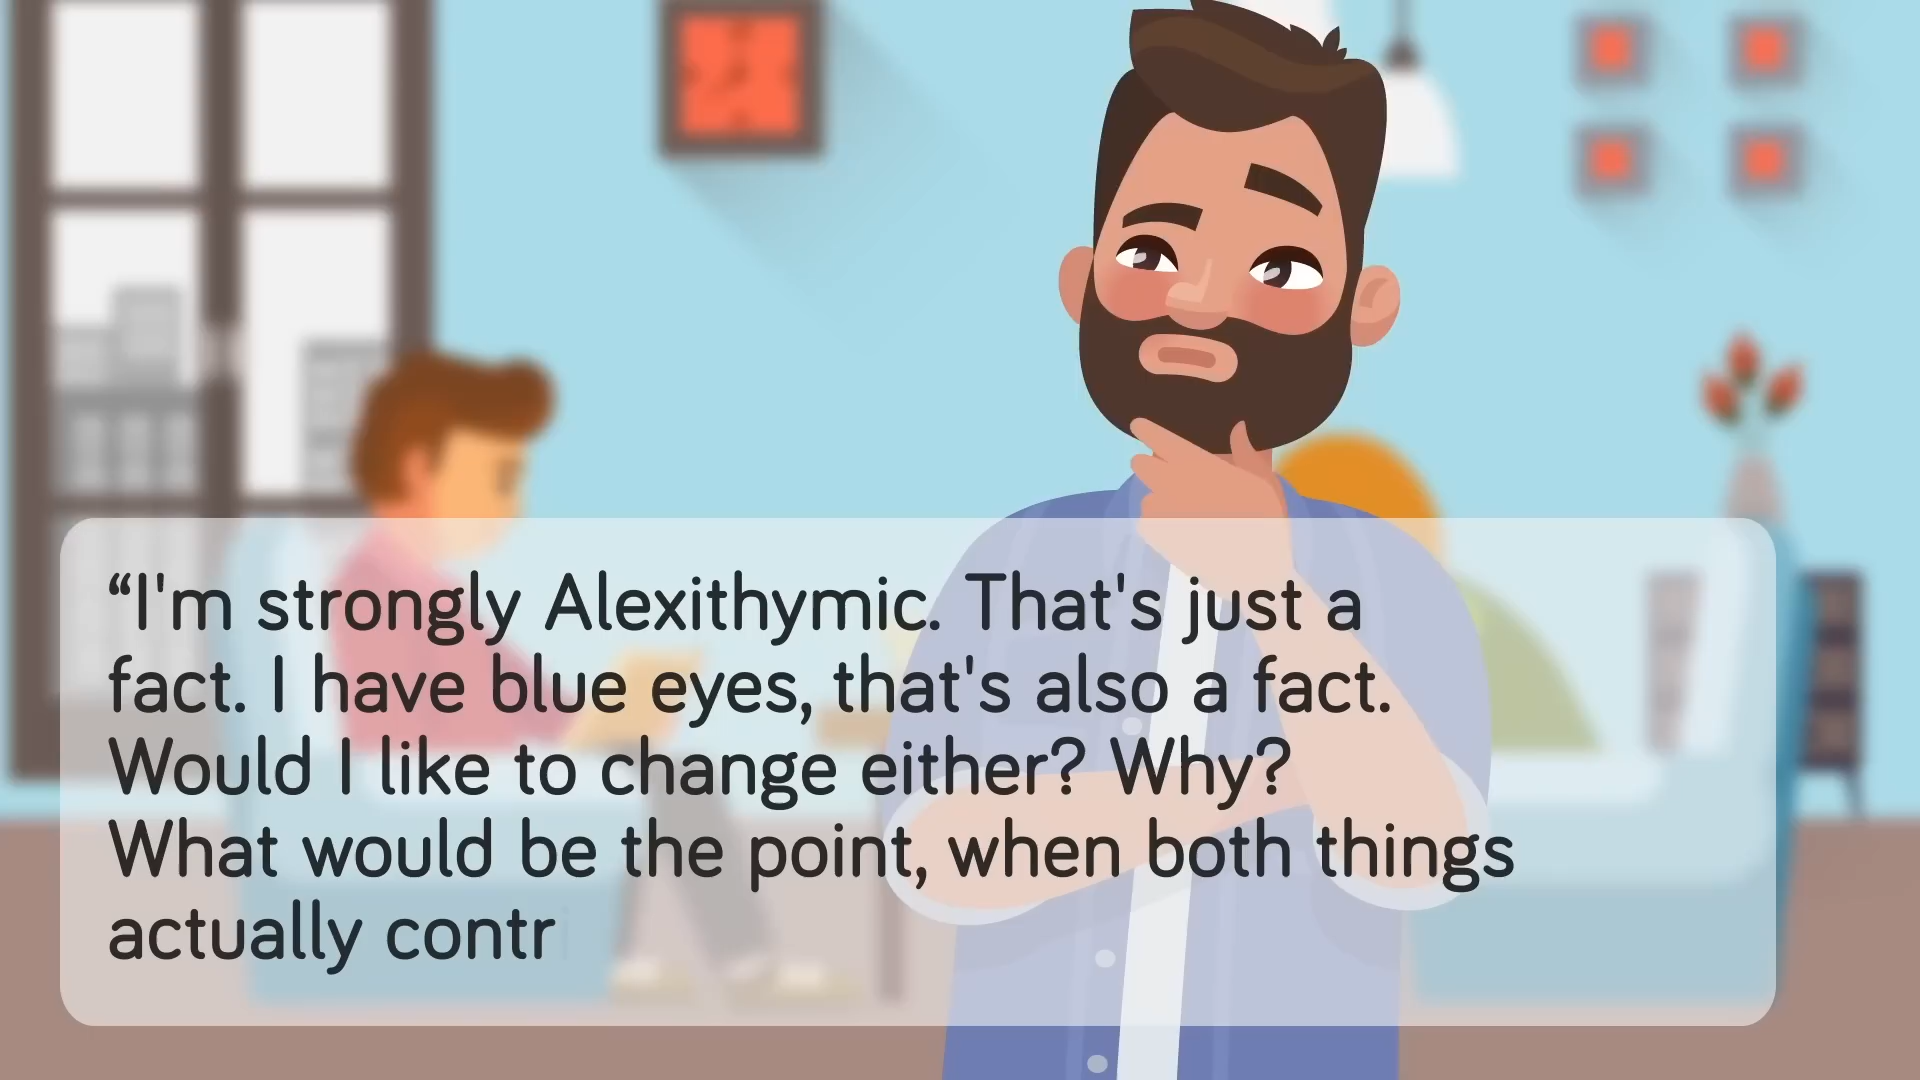 “I'm strongly Alexithymic. That's just a
fact. I have blue eyes, that's also a fact.
Would I like to change either? Why?
What would be the point, when both things
actually contr